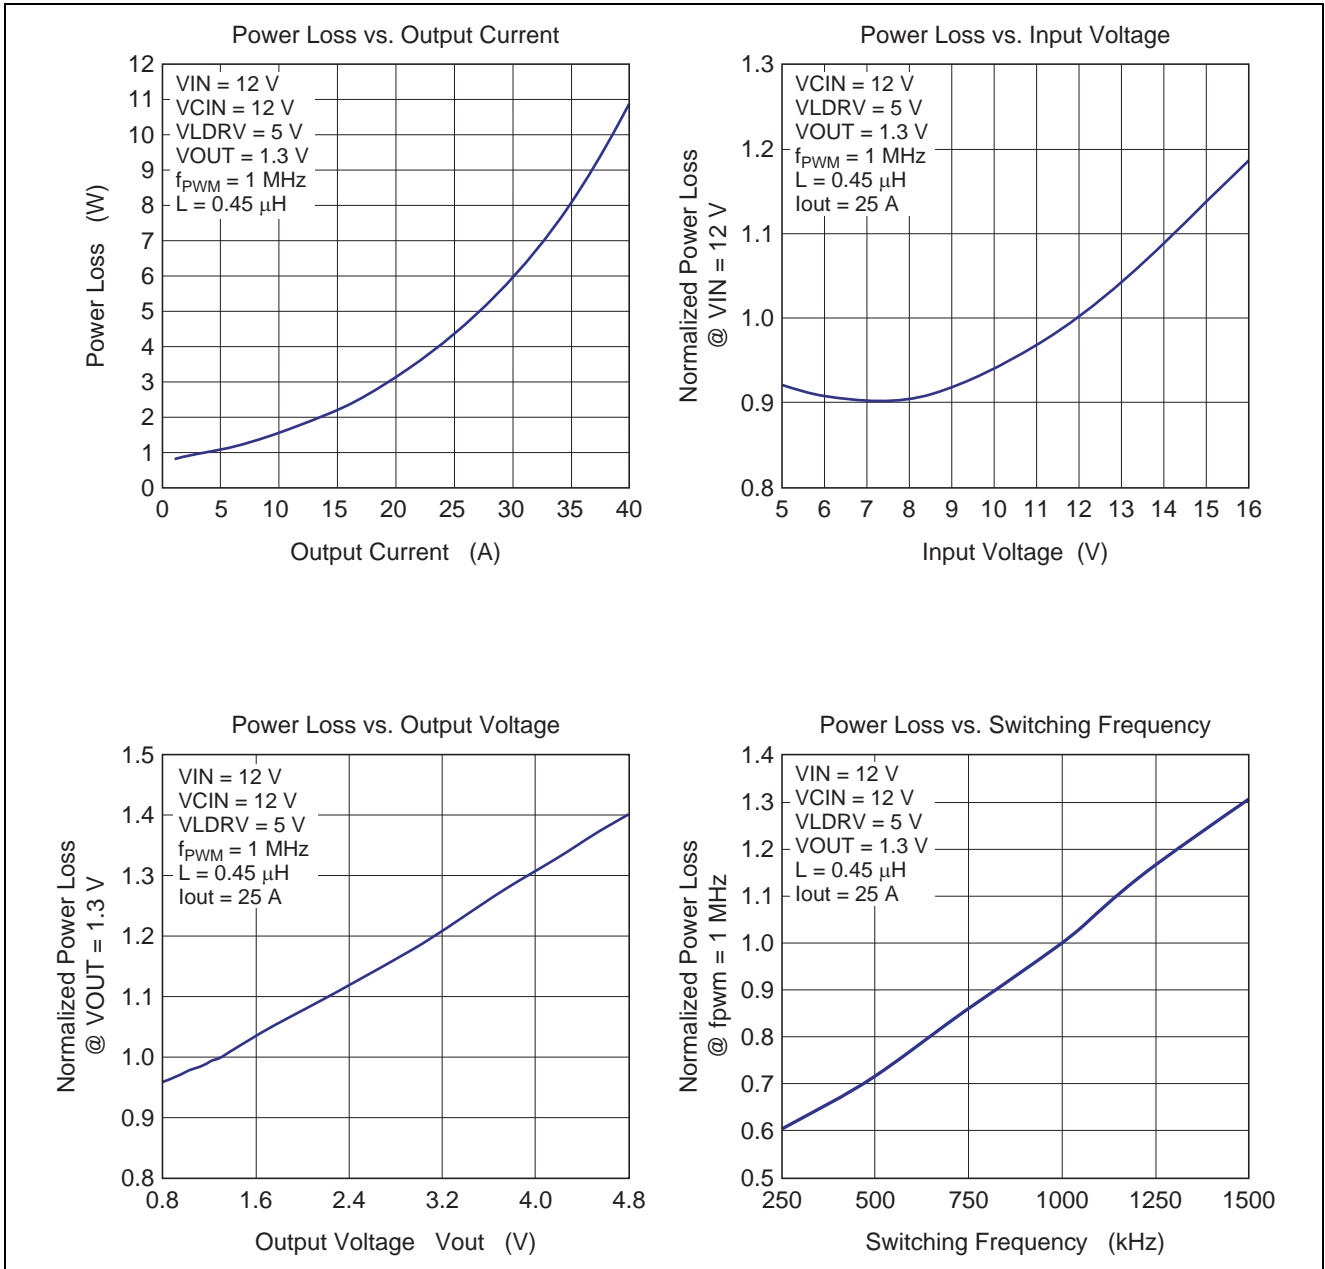 Power Loss vs. Output Current
12
11
10
9
8
7
6
5
4
3
2
1
0
VIN = 12 V
VCIN = 12 V
VLDRV = 5 V
VOUT = 1.3 V
fPWM = 1 MHz
L = 0.45 μH
Power Loss (W)
0 5 10 15 20 25 30 35 40
Output Current (A)
Power Loss vs. Input Voltage
1.3
1.2
1.1
1.0
0.9
0.8
VCIN = 12 V
VLDRV = 5 V
VOUT = 1.3 V
fPWM = 1 MHz
L = 0.45 μH
Iout = 25 A
Normalized Power Loss
@ VIN = 12 V
5 6 7 8 9 10 11 12 13 14 15 16
Input Voltage (V)
Power Loss vs. Output Voltage
1.5
1.4
1.3
1.2
1.1
1.0
0.9
0.8
VIN = 12 V
VCIN = 12 V
VLDRV = 5 V
fPWM = 1 MHz
L = 0.45 μH
Iout = 25 A
Normalized Power Loss
@ VOUT = 1.3 V
0.8 1.6 2.4 3.2 4.0 4.8
Output Voltage Vout (V)
Power Loss vs. Switching Frequency
1.4
1.3
1.2
1.1
1.0
0.9
0.8
0.7
0.6
0.5
VIN = 12 V
VCIN = 12 V
VLDRV = 5 V
VOUT = 1.3 V
L = 0.45 μH
Iout = 25 A
Normalized Power Loss
@ fpwm = 1 MHz
250 500 750 1000 1250 1500
Switching Frequency (kHz)